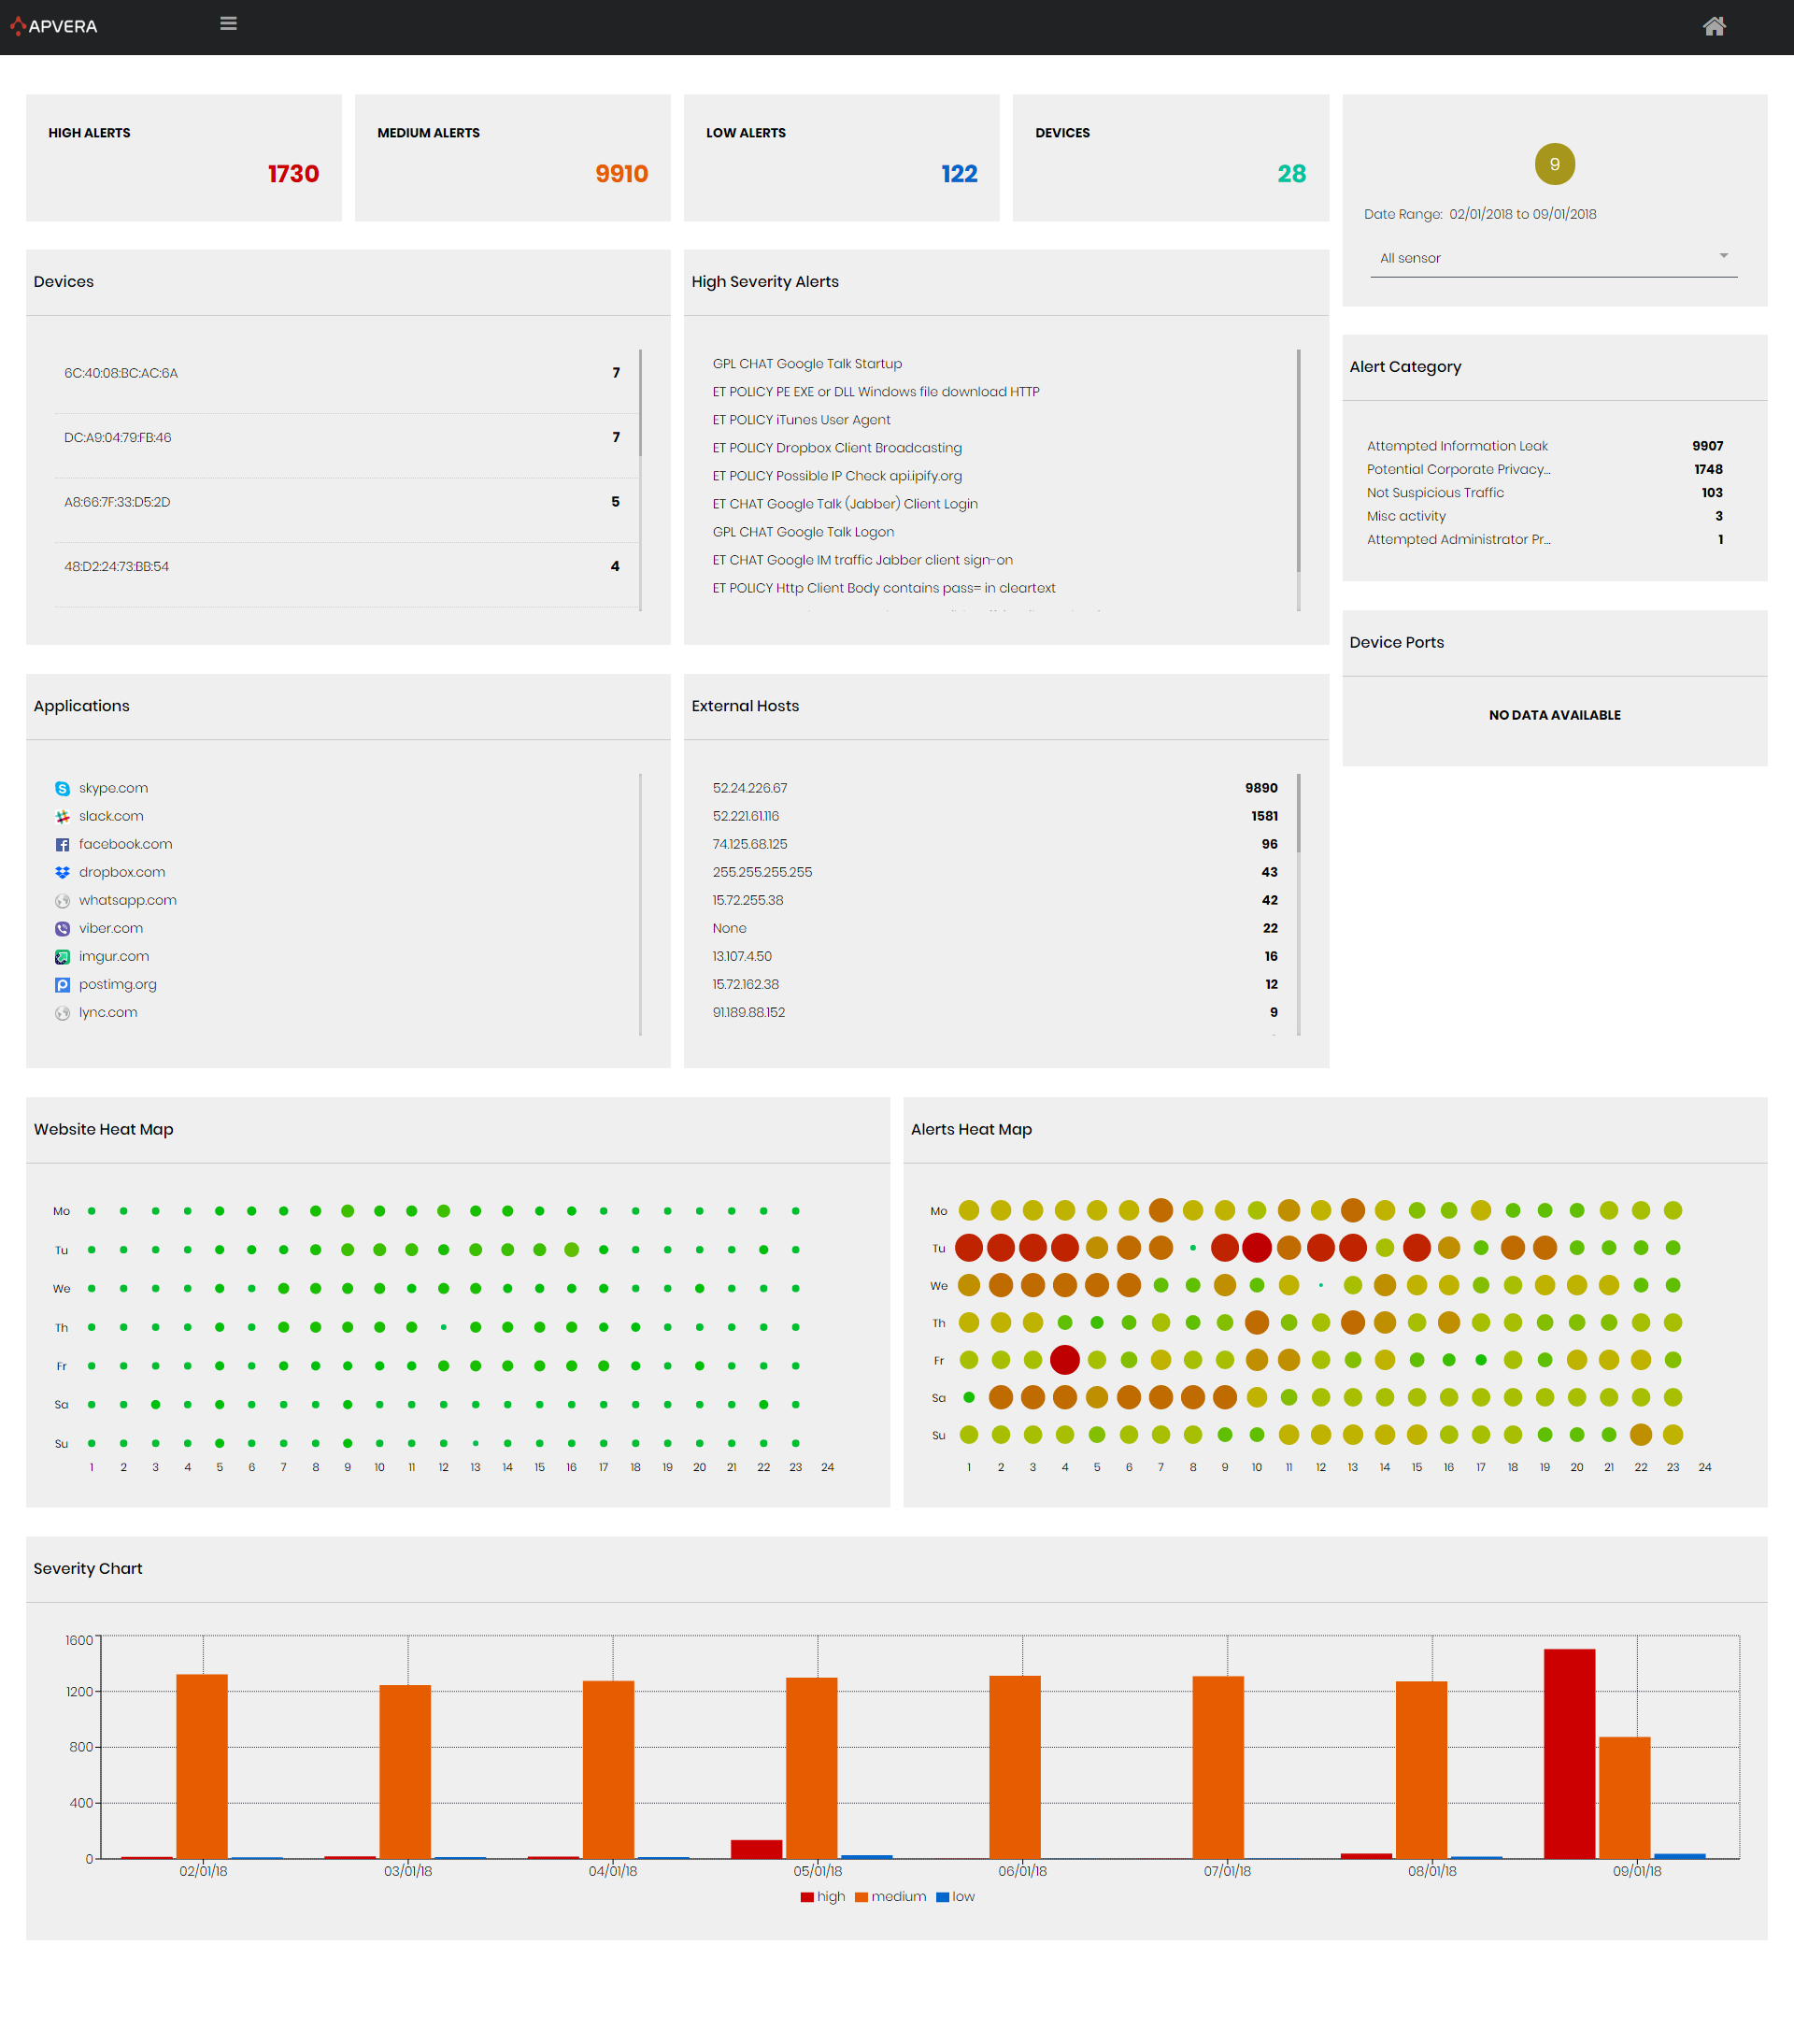 APVERA
HIGH ALERTS
1730
MEDIUM ALERTS
9910
LOW ALERTS
122
DEVICES
28
9
Date Range: 02/01/2018 to 09/01/2018
All sensor
Devices
6C:40:08:BC:AC:6A 7
DC:A9:04:79:FB:46 7
A8:66:7F:33:D5:2D 5
48:D2:24:73:BB:54 4
High Severity Alerts
GPL CHAT Google Talk Startup
ET POLICY PE EXE or DLL Windows file download HTTP
ET POLICY iTunes User Agent
ET POLICY Dropbox Client Broadcasting
ET POLICY Possible IP Check api.ipify.org
ET CHAT Google Talk (Jabber) Client Login
GPL CHAT Google Talk Logon
ET CHAT Google IM traffic Jabber client sign-on
ET POLICY Http Client Body contains pass= in cleartext
Alert Category
Attempted Information Leak 9907
Potential Corporate Privacy... 1748
Not Suspicious Traffic 103
Misc activity 3
Attempted Administrator Pr... 1
Device Ports
NO DATA AVAILABLE
Applications
skype.com
slack.com
facebook.com
dropbox.com
whatsapp.com
viber.com
imgur.com
postimg.org
lync.com
External Hosts
52.24.226.67 9890
52.221.61.116 1581
74.125.68.125 96
255.255.255.255 43
15.72.255.38 42
None 22
13.107.4.50 16
15.72.162.38 12
91.189.88.152 9
Website Heat Map
Mo
Tu
We
Th
Fr
Sa
Su
1 2 3 4 5 6 7 8 9 10 11 12 13 14 15 16 17 18 19 20 21 22 23 24
Alerts Heat Map
Mo
Tu
We
Th
Fr
Sa
Su
1 2 3 4 5 6 7 8 9 10 11 12 13 14 15 16 17 18 19 20 21 22 23 24
Severity Chart
1600
1200
800
400
0
02/01/18 03/01/18 04/01/18 05/01/18 06/01/18 07/01/18 08/01/18 09/01/18
high medium low